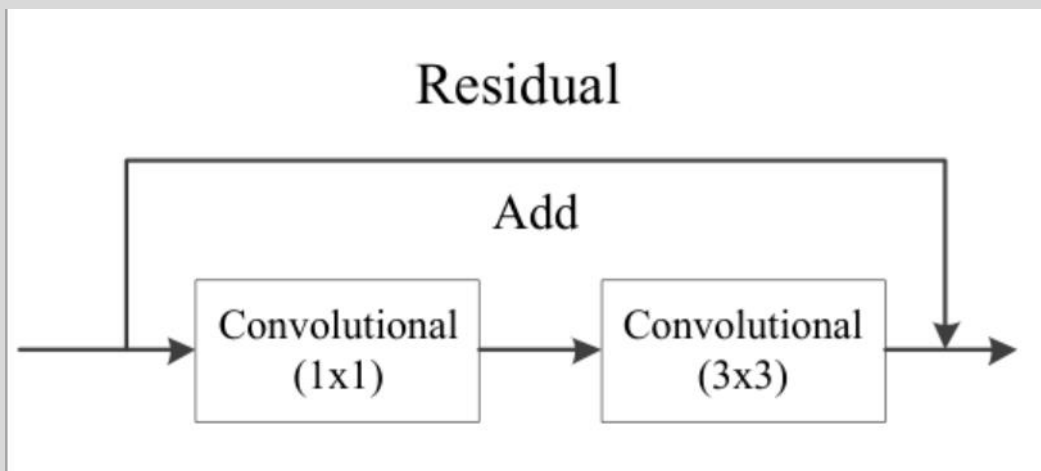 Residual
Add
Convolutional
(1x1)
Convolutional
(3x3)